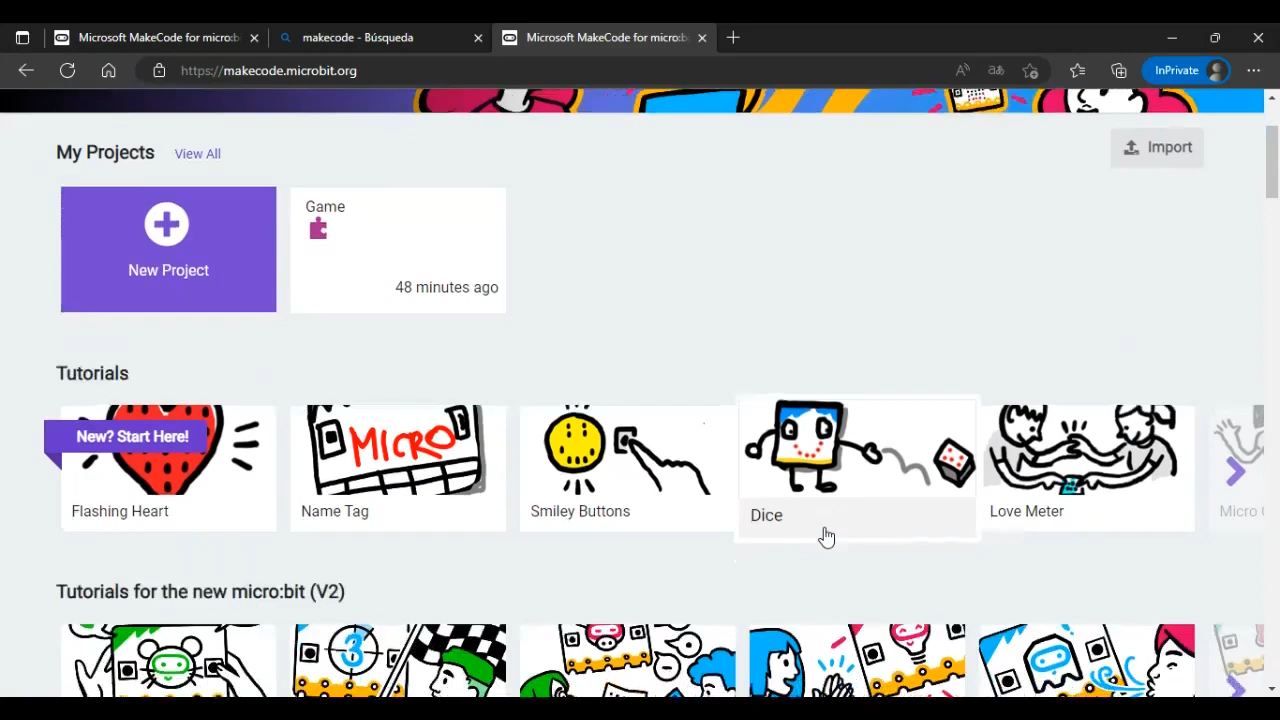 Microsoft MakeCode for micro:b
makecode - Búsqueda
Microsoft MakeCode for micro:b
https://makecode.microbit.org
InPrivate
My Projects
View All
Import
New Project
Game
48 minutes ago
Tutorials
New? Start Here!
MICRO
Flashing Heart
Name Tag
Smiley Buttons
Dice
Love Meter
Micro
Tutorials for the new micro:bit (V2)
3